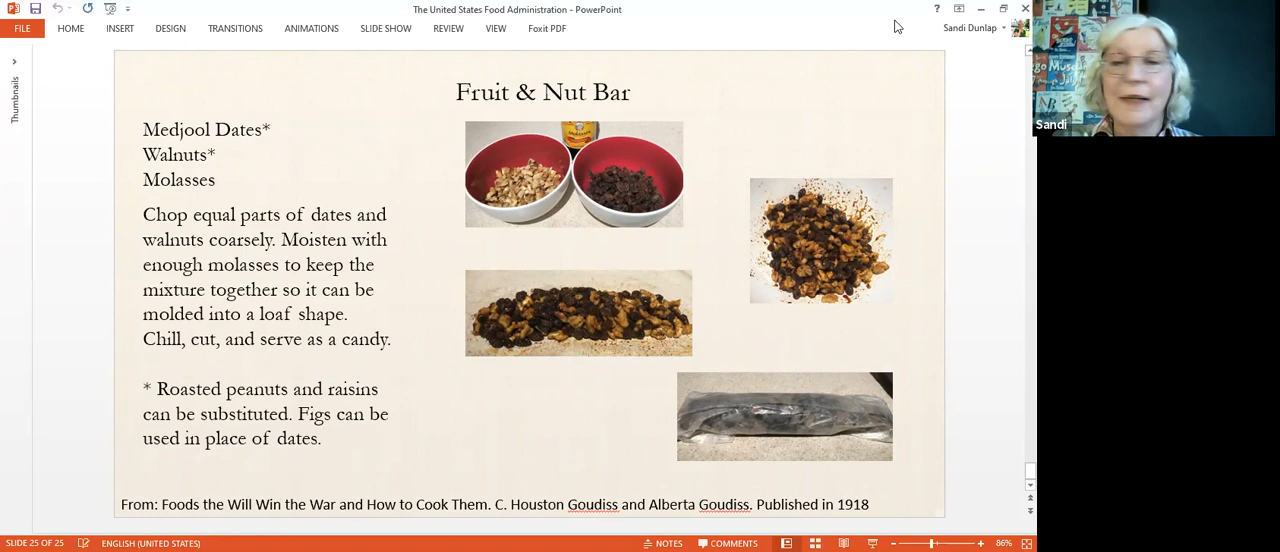 The United States Food Administration - PowerPoint
?
FILE
HOME
INSERT
DESIGN
TRANSITIONS
ANIMATIONS
SLIDE SHOW
REVIEW
VIEW
Foxit PDF
Sandi Dunlap
Thumbnails
Fruit & Nut Bar
Medjool Dates*
Walnuts*
Molasses
Chop equal parts of dates and
walnuts coarsely. Moisten with
enough molasses to keep the
mixture together so it can be
molded into a loaf shape.
Chill, cut, and serve as a candy.
* Roasted peanuts and raisins
can be substituted. Figs can be
used in place of dates.
From: Foods the Will Win the War and How to Cook Them. C. Houston Goudiss and Alberta Goudiss. Published in 1918
SLIDE 25 OF 25
ENGLISH (UNITED STATES)
NOTES
COMMENTS
86%
Sandi